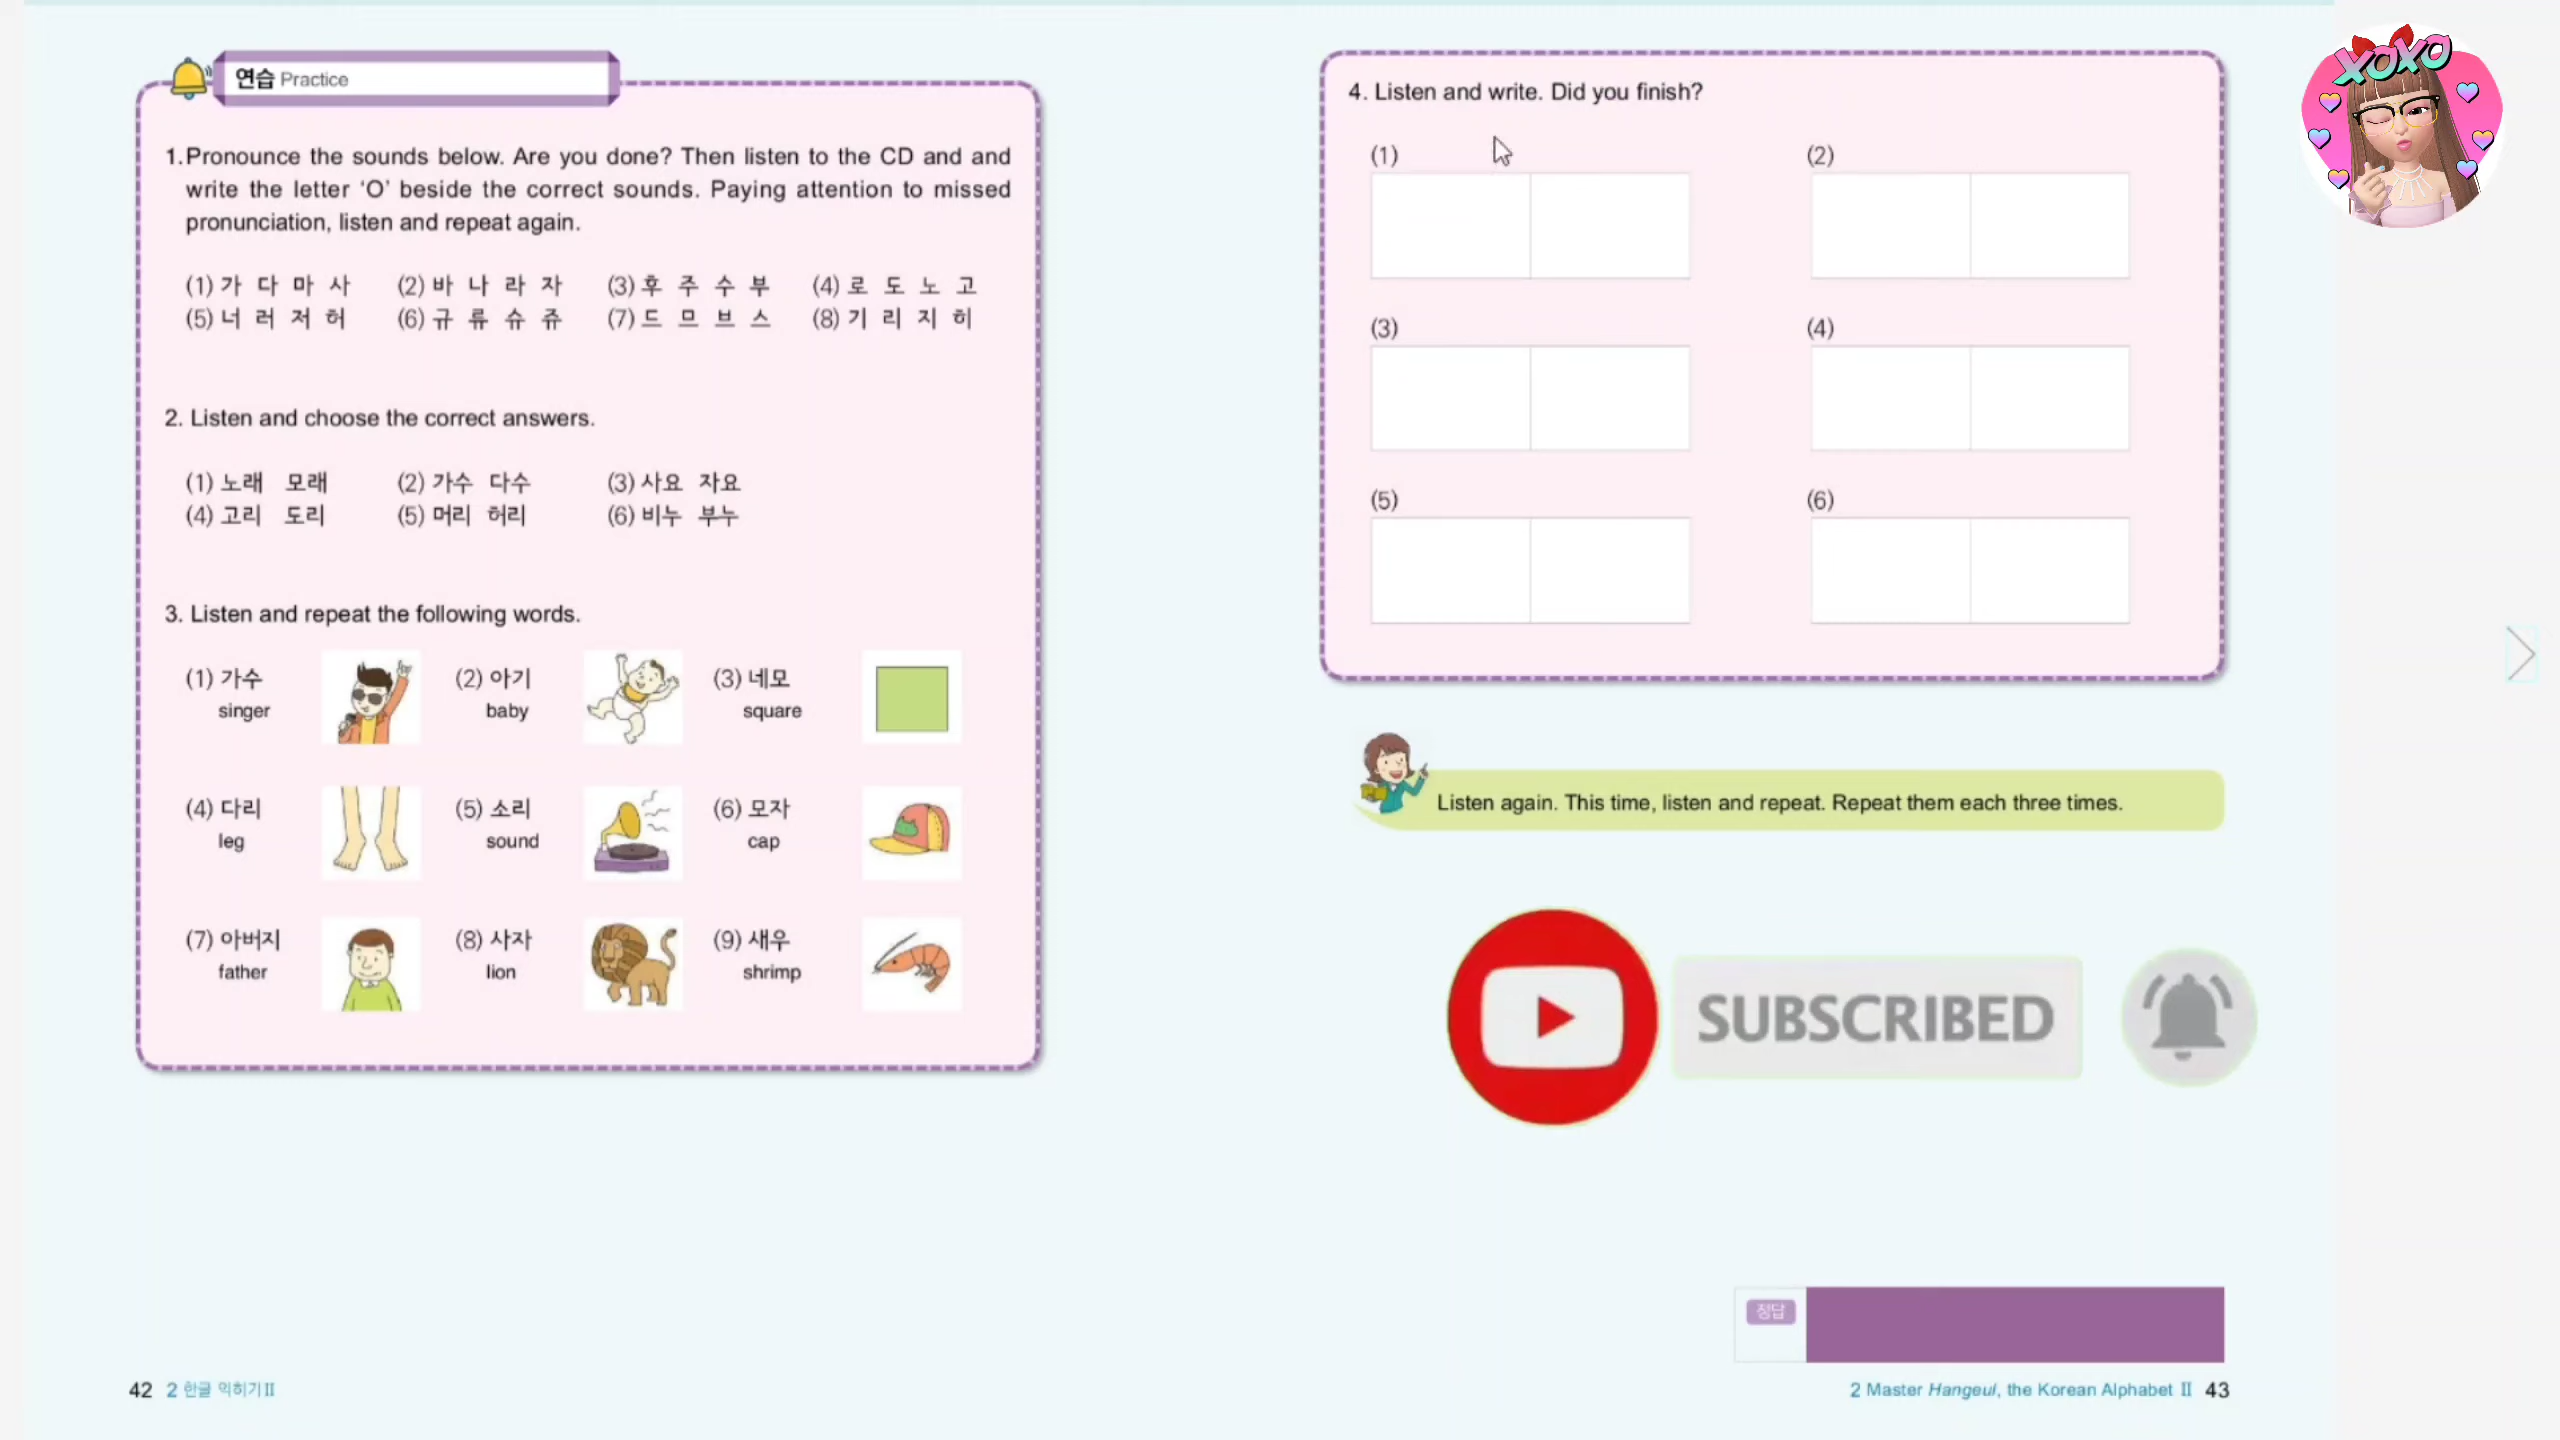 연습 Practice
1.Pronounce the sounds below. Are you done? Then listen to the CD and and
write the letter ‘O’ beside the correct sounds. Paying attention to missed
pronunciation, listen and repeat again.
(1) 가 다 마 사 (2) 바 나 라 자 (3) 후 주 수 부 (4) 로 도 노 고
(5) 너 러 저 허 (6) 규 류 슈 쥬 (7) 드 므 브 스 (8) 기 리 지 히
2. Listen and choose the correct answers.
(1) 노래 모래 (2) 가수 다수 (3) 사요 자요
(4) 고리 도리 (5) 머리 허리 (6) 비누 부누
3. Listen and repeat the following words.
(1) 가수 (2) 아기 (3) 네모
singer baby square
(4) 다리 (5) 소리 (6) 모자
leg sound cap
(7) 아버지 (8) 사자 (9) 새우
father lion shrimp
42 2 한글 익히기 II
4. Listen and write. Did you finish?
(1) (2)
(3) (4)
(5) (6)
Listen again. This time, listen and repeat. Repeat them each three times.
SUBSCRIBED
정답
2 Master Hangeul, the Korean Alphabet II 43
XOXO